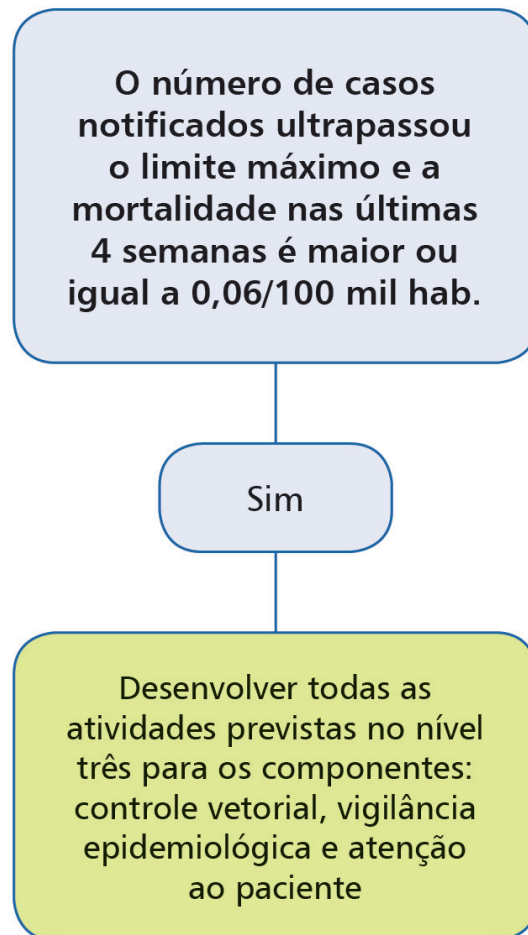 O número de casos
notificados ultrapassou
o limite máximo e a
mortalidade nas últimas
4 semanas é maior ou
igual a 0,06/100 mil hab.
Sim
Desenvolver todas as
atividades previstas no nível
três para os componentes:
controle vetorial, vigilância
epidemiológica e atenção
ao paciente